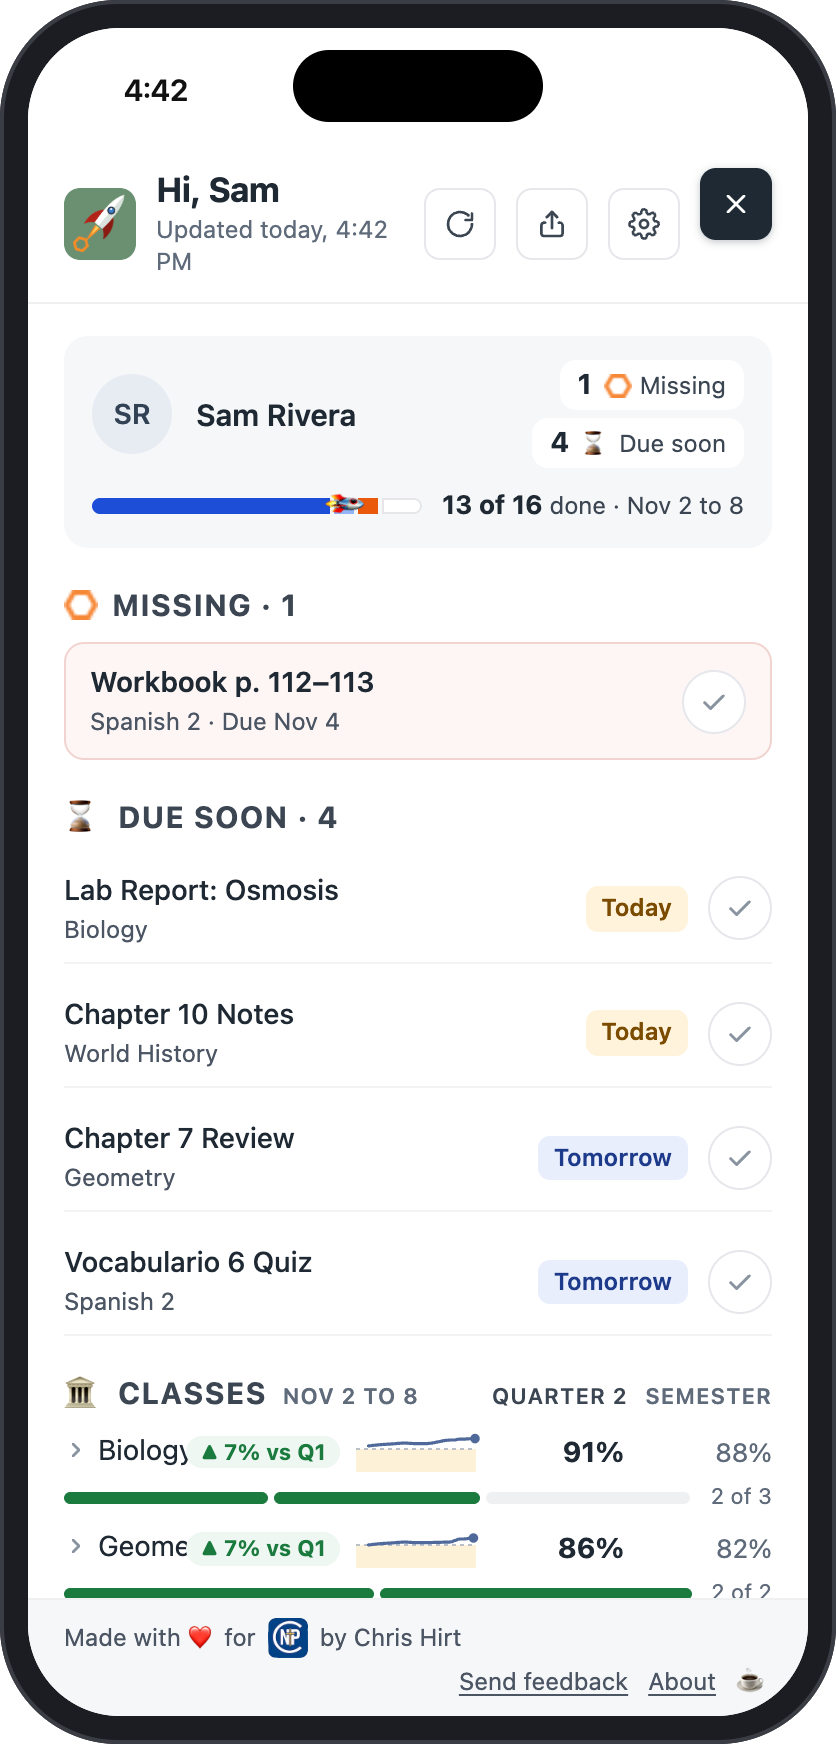 4:42
Hi, Sam
Updated today, 4:42
PM
SR
Sam Rivera
1 Missing
4 Due soon
13 of 16 done · Nov 2 to 8
MISSING · 1
Workbook p. 112–113
Spanish 2 · Due Nov 4
DUE SOON · 4
Lab Report: Osmosis
Biology
Today
Chapter 10 Notes
World History
Today
Chapter 7 Review
Geometry
Tomorrow
Vocabulario 6 Quiz
Spanish 2
Tomorrow
CLASSES NOV 2 TO 8 QUARTER 2 SEMESTER
Biology ▲ 7% vs Q1 91% 88%
2 of 3
Geome ▲ 7% vs Q1 86% 82%
2 of 2
Made with ❤️ for NP by Chris Hirt
Send feedback About